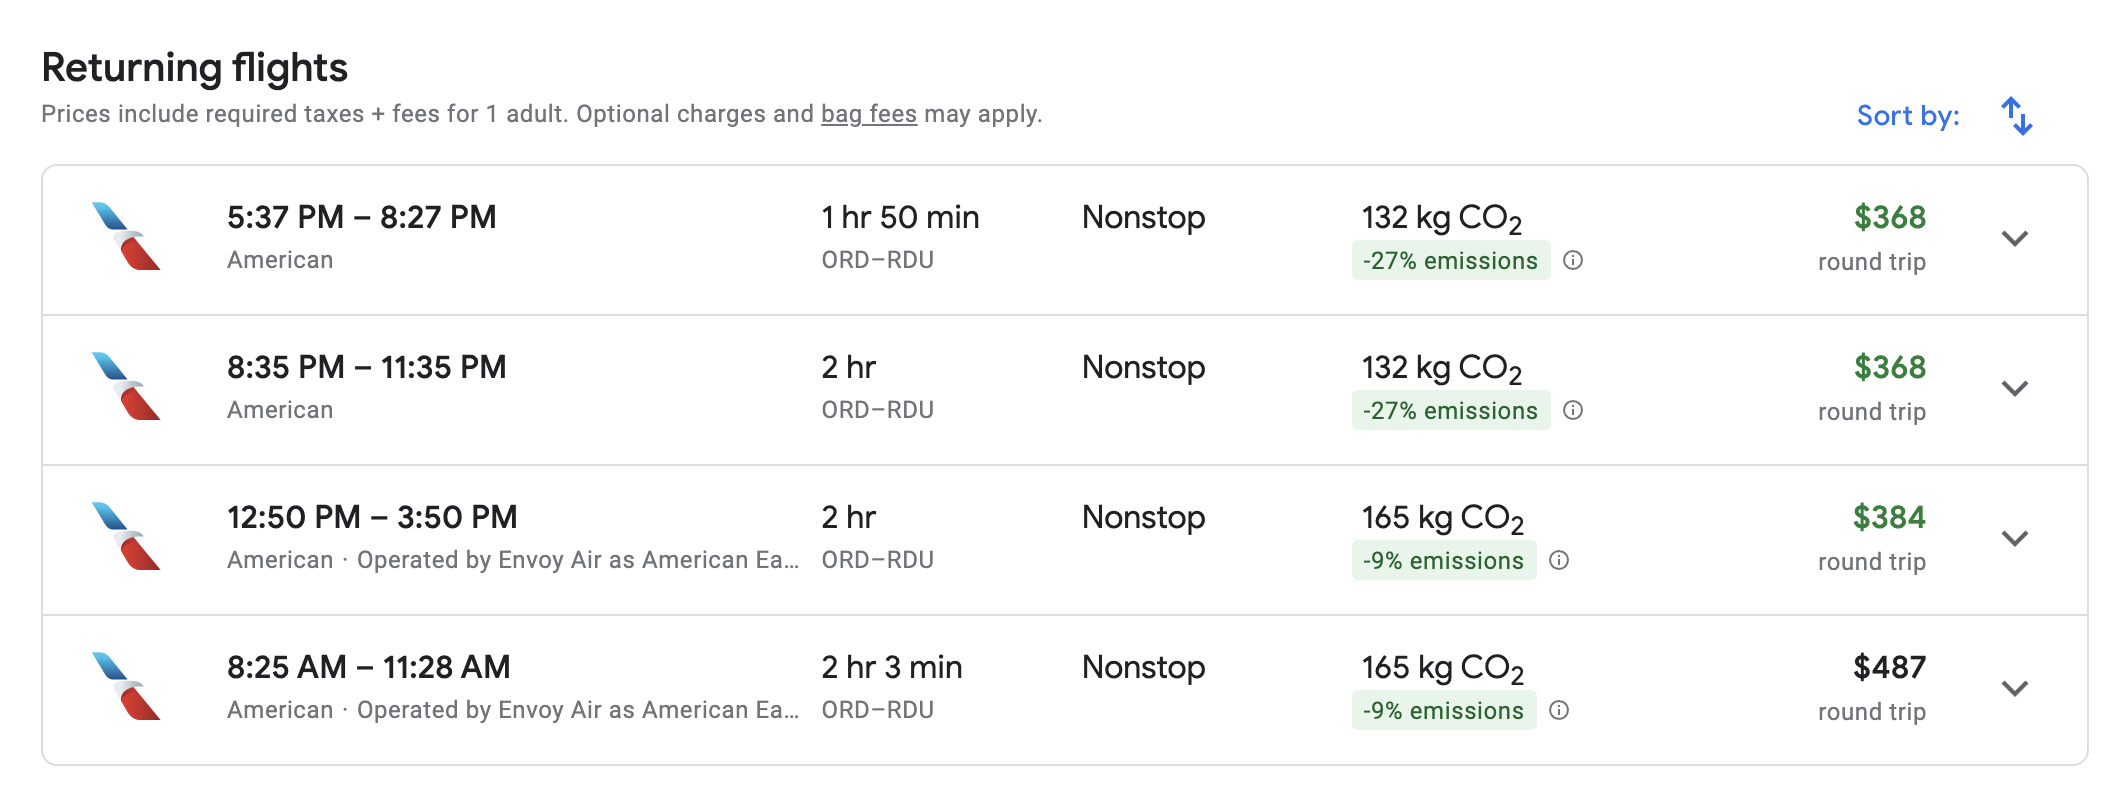 Returning flights
Prices include required taxes + fees for 1 adult. Optional charges and bag fees may apply.
Sort by:
5:37 PM – 8:27 PM
American
1 hr 50 min
ORD–RDU
Nonstop
132 kg CO₂
-27% emissions
$368
round trip
8:35 PM – 11:35 PM
American
2 hr
ORD–RDU
Nonstop
132 kg CO₂
-27% emissions
$368
round trip
12:50 PM – 3:50 PM
American · Operated by Envoy Air as American Ea...
2 hr
ORD–RDU
Nonstop
165 kg CO₂
-9% emissions
$384
round trip
8:25 AM – 11:28 AM
American · Operated by Envoy Air as American Ea...
2 hr 3 min
ORD–RDU
Nonstop
165 kg CO₂
-9% emissions
$487
round trip